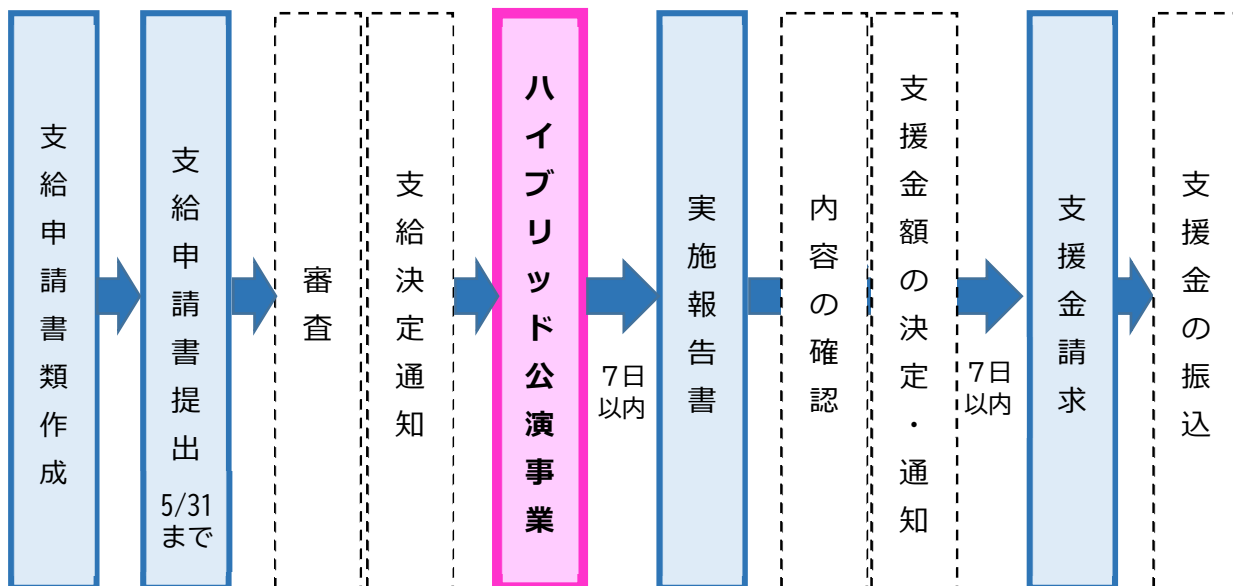 支給申請書類作成
支給申請書提出
5/31
まで
審査
支給決定通知
ハイブリッド公演事業
7日
以内
実施報告書
内容の確認
支援金額の決定・通知
7日
以内
支援金請求
支援金の振込